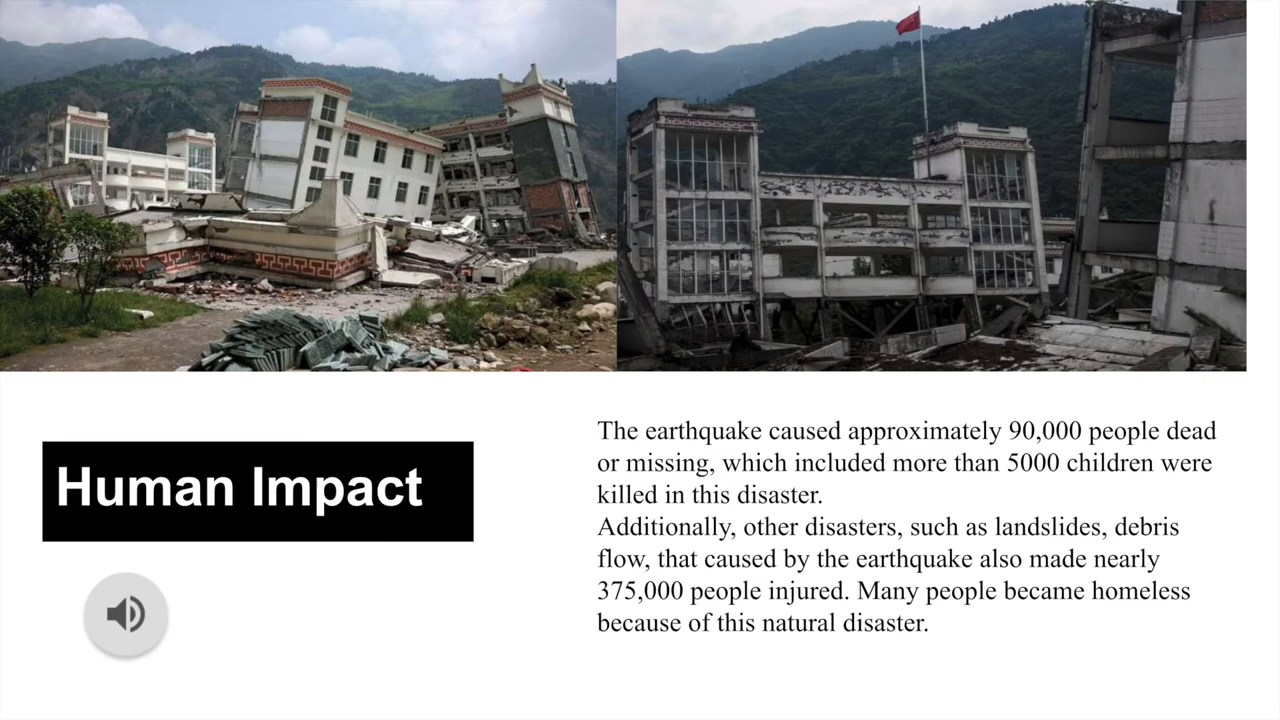 Human Impact
The earthquake caused approximately 90,000 people dead
or missing, which included more than 5000 children were
killed in this disaster.
Additionally, other disasters, such as landslides, debris
flow, that caused by the earthquake also made nearly
375,000 people injured. Many people became homeless
because of this natural disaster.